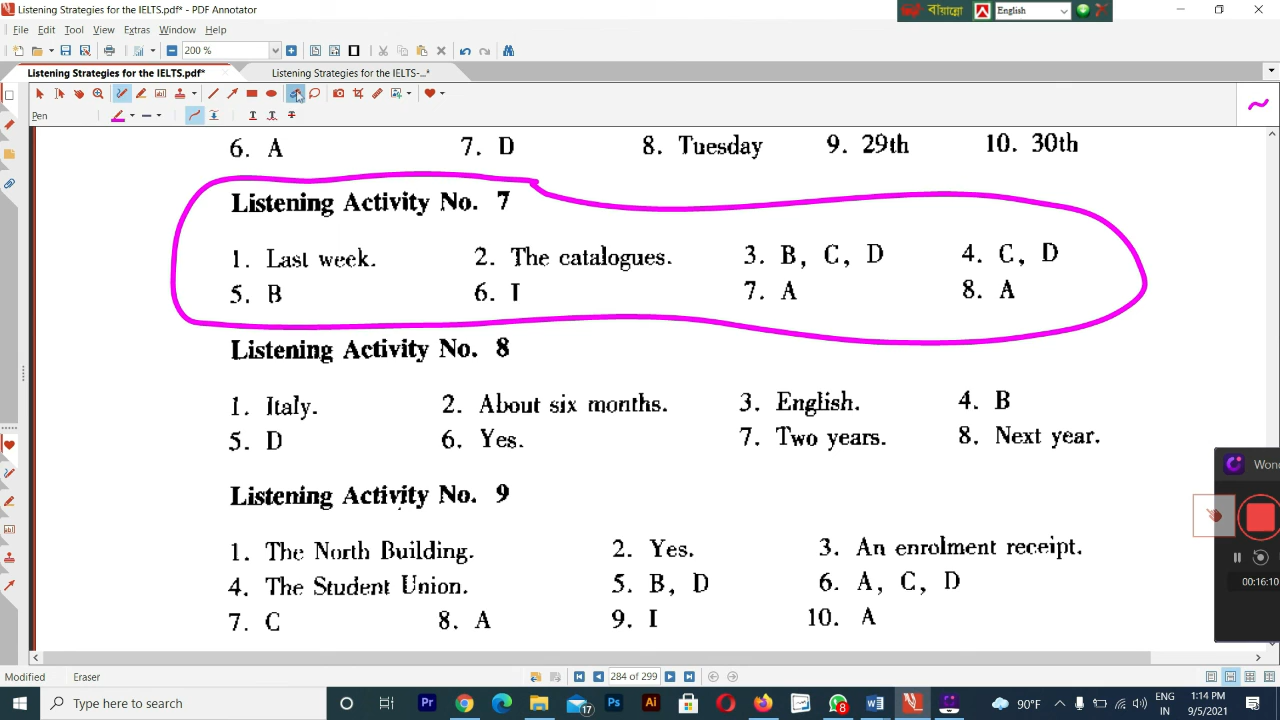 Listening Strategies for the IELTS.pdf* - PDF Annotator
বায়ান্নো English
File Edit Tool View Extras Window Help
200 %
Listening Strategies for the IELTS.pdf* Listening Strategies for the IELTS-...*
Pen
6. A 7. D 8. Tuesday 9. 29th 10. 30th
Listening Activity No. 7
1. Last week. 2. The catalogues. 3. B, C, D 4. C, D
5. B 6. I 7. A 8. A
Listening Activity No. 8
1. Italy. 2. About six months. 3. English. 4. B
5. D 6. Yes. 7. Two years. 8. Next year.
Listening Activity No. 9
1. The North Building. 2. Yes. 3. An enrolment receipt.
4. The Student Union. 5. B, D 6. A, C, D
7. C 8. A 9. I 10. A
Wond
00:16:10
284 of 299
Modified Eraser
Type here to search
Pr 17 Ps Ai 8 90°F ENG 1:14 PM
IN 9/5/2021